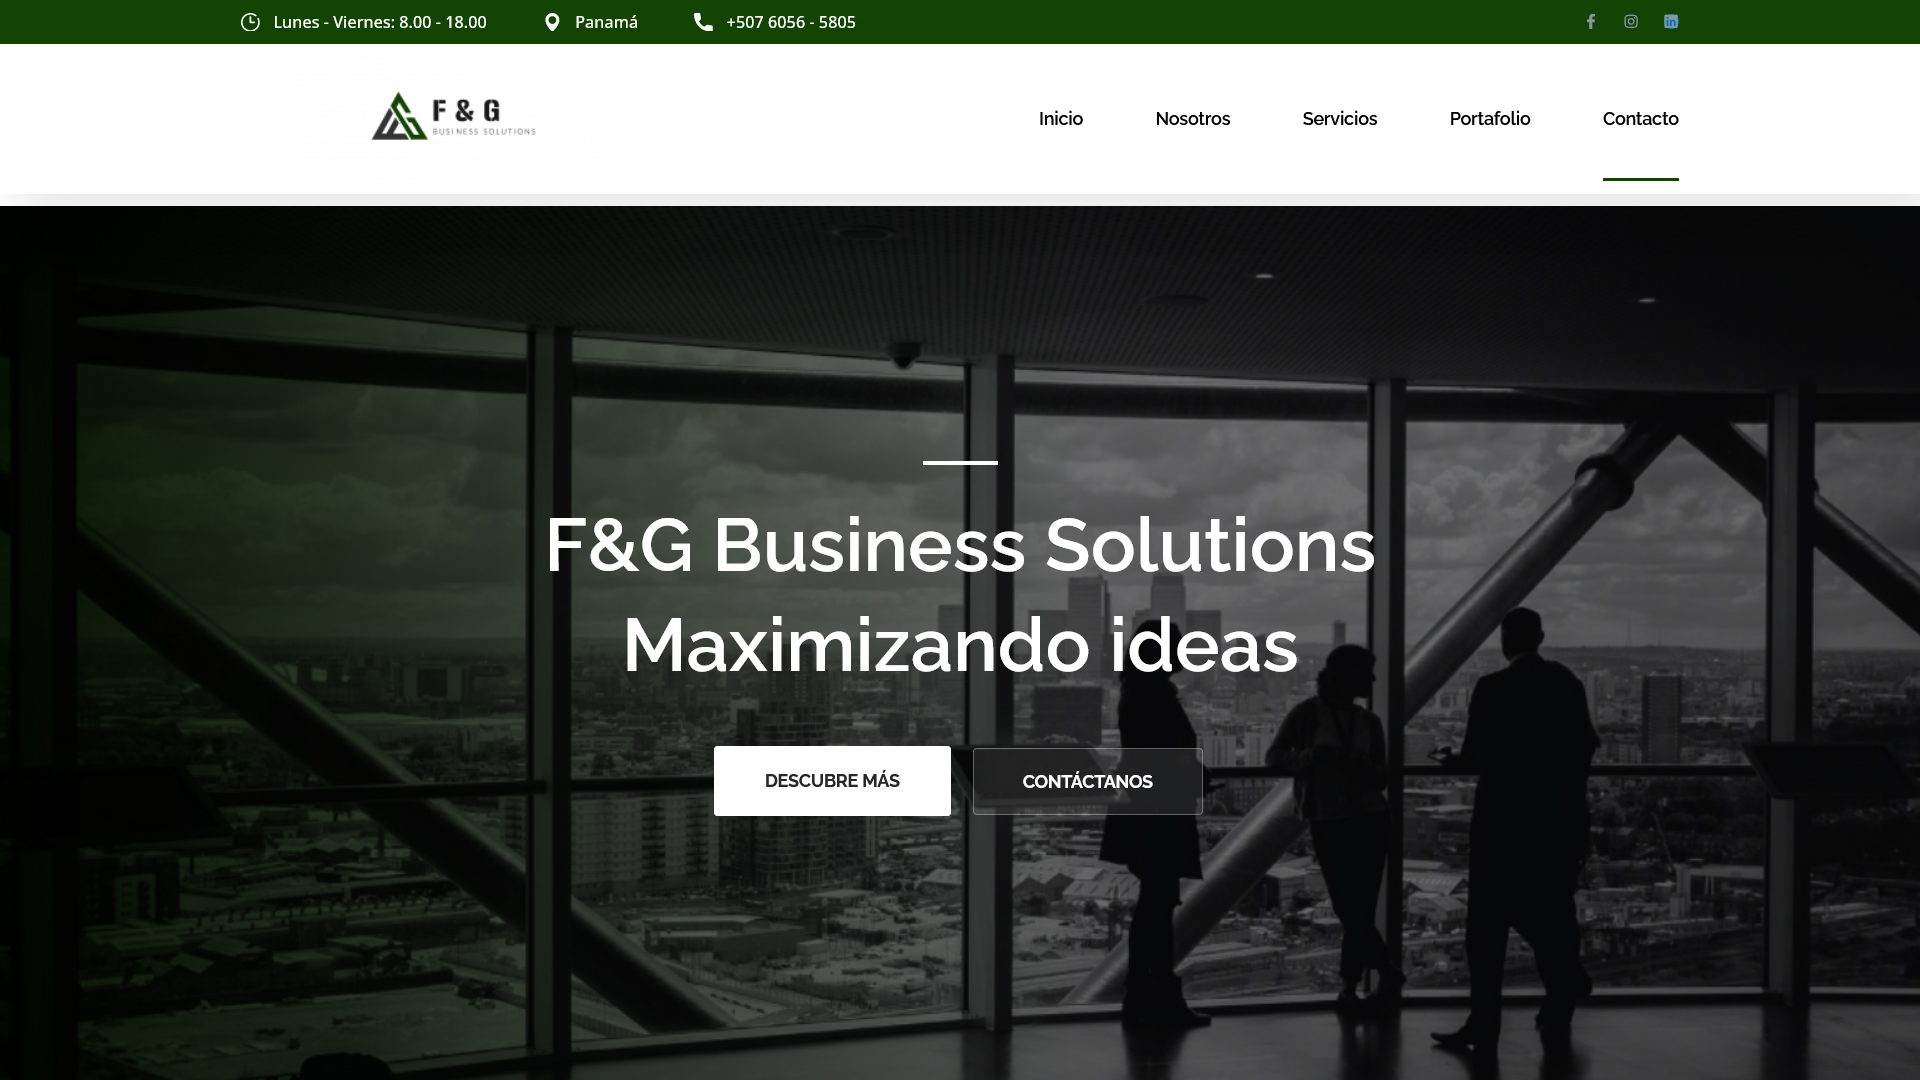 Lunes - Viernes: 8.00 - 18.00
Panamá
+507 6056 - 5805
F & G
BUSINESS SOLUTIONS
Inicio
Nosotros
Servicios
Portafolio
Contacto
F&G Business Solutions
Maximizando ideas
DESCUBRE MÁS
CONTÁCTANOS